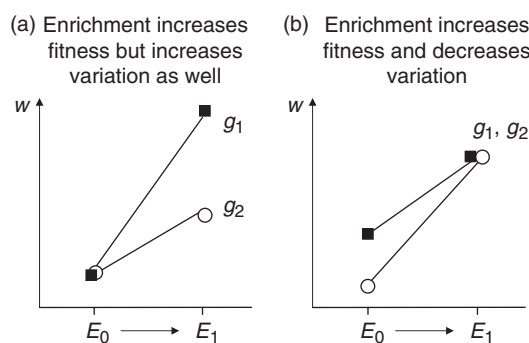 (a) Enrichment increases
fitness but increases
variation as well
w
g1
g2
E0 → E1
(b) Enrichment increases
fitness and decreases
variation
w
g1, g2
E0 → E1